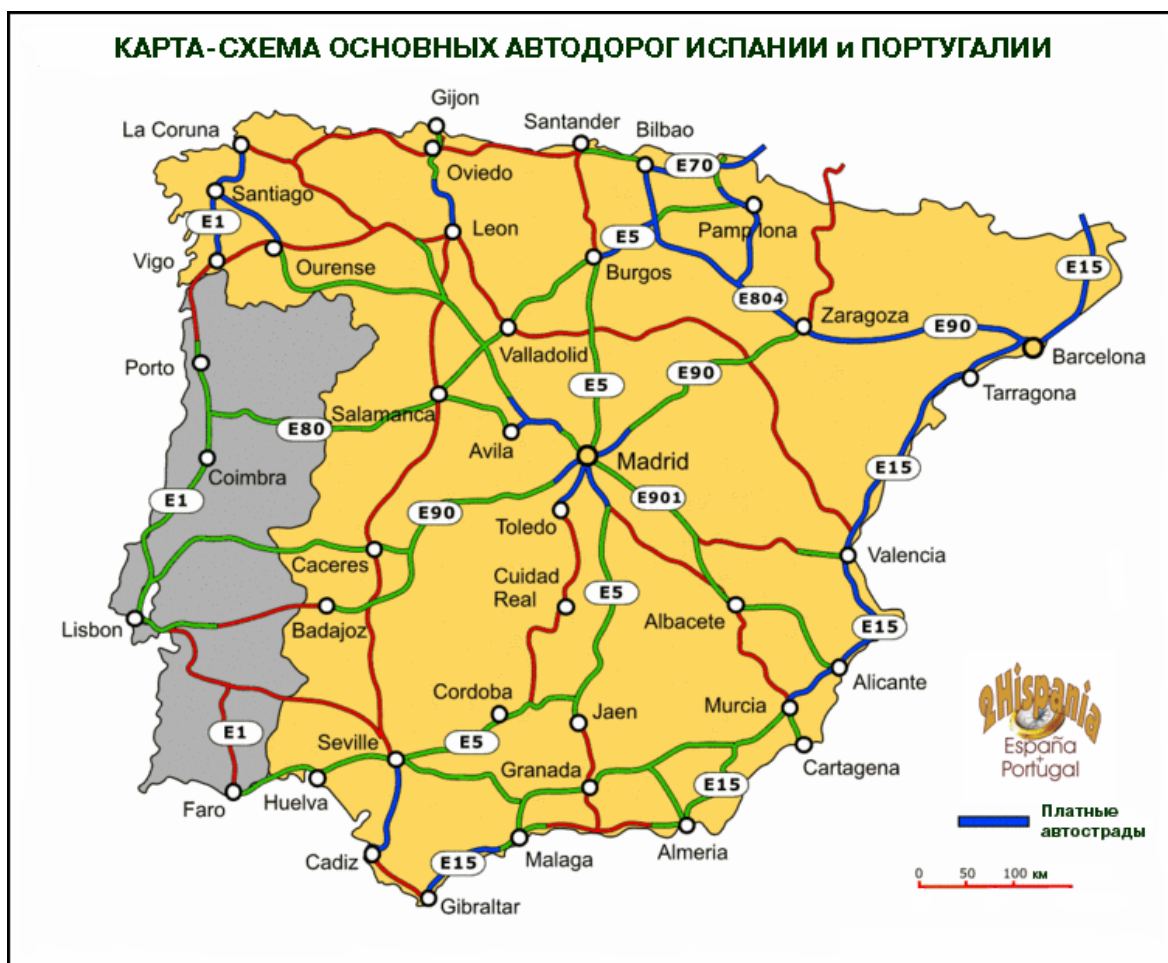 КАРТА-СХЕМА ОСНОВНЫХ АВТОДОРОГ ИСПАНИИ и ПОРТУГАЛИИ
Gijon
La Coruna
Santander
Bilbao
Oviedo
E70
Santiago
E1
Leon
E5
Pamplona
Vigo
Ourense
Burgos
E15
E804
Zaragoza
E90
Valladolid
Barcelona
Porto
E90
E5
Tarragona
Salamanca
E80
Avila
Madrid
Coimbra
E15
E901
E1
E90
Toledo
Caceres
Valencia
Cuidad
Real
E5
Lisbon
Badajoz
Albacete
E15
Alicante
Cordoba
Murcia
Jaen
2Hispania
España
+
Portugal
E1
Seville
E5
Cartagena
Granada
E15
Faro
Huelva
Платные
автострады
Cadiz
E15
Malaga
Almeria
0 50 100 км
Gibraltar